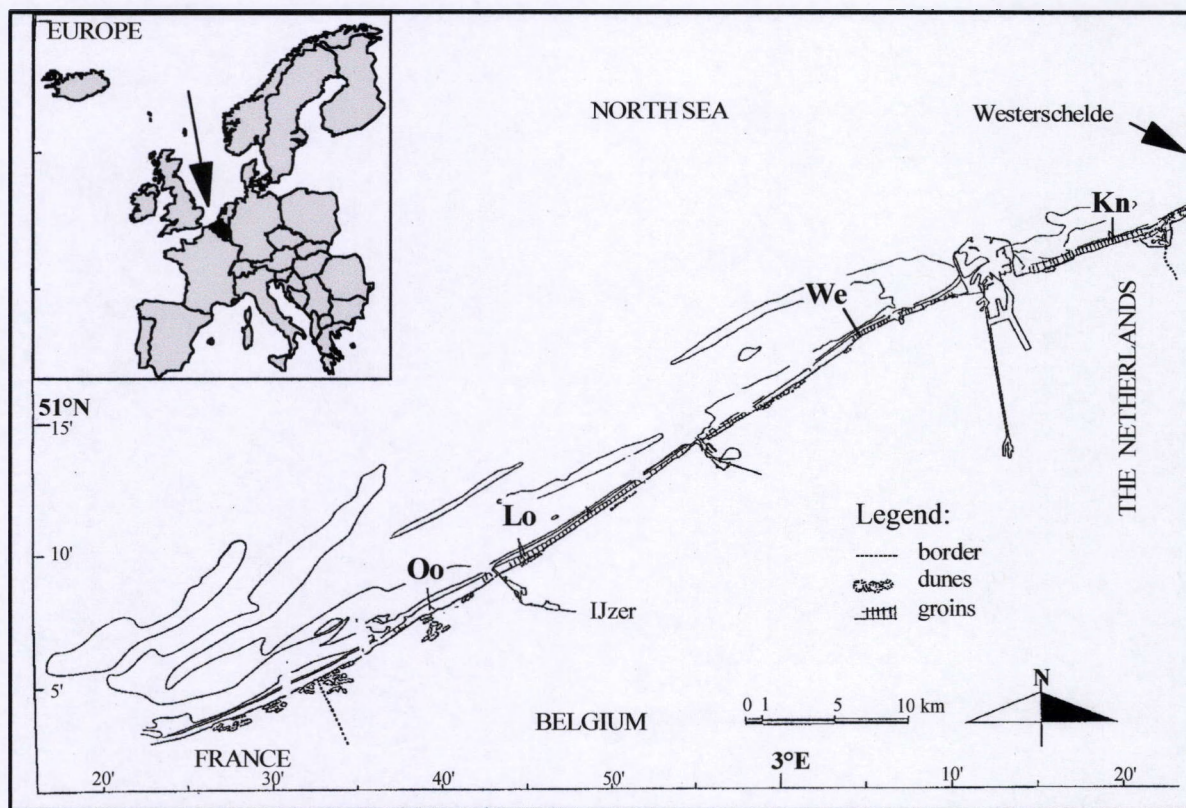 EUROPE
NORTH SEA
Westerschelde
Kn
We
THE NETHERLANDS
51°N
15'
Lo
Legend:
border
dunes
groins
10'
Oo
IJzer
5'
N
0 1 5 10 km
BELGIUM
FRANCE
3°E
20' 30' 40' 50' 10' 20'